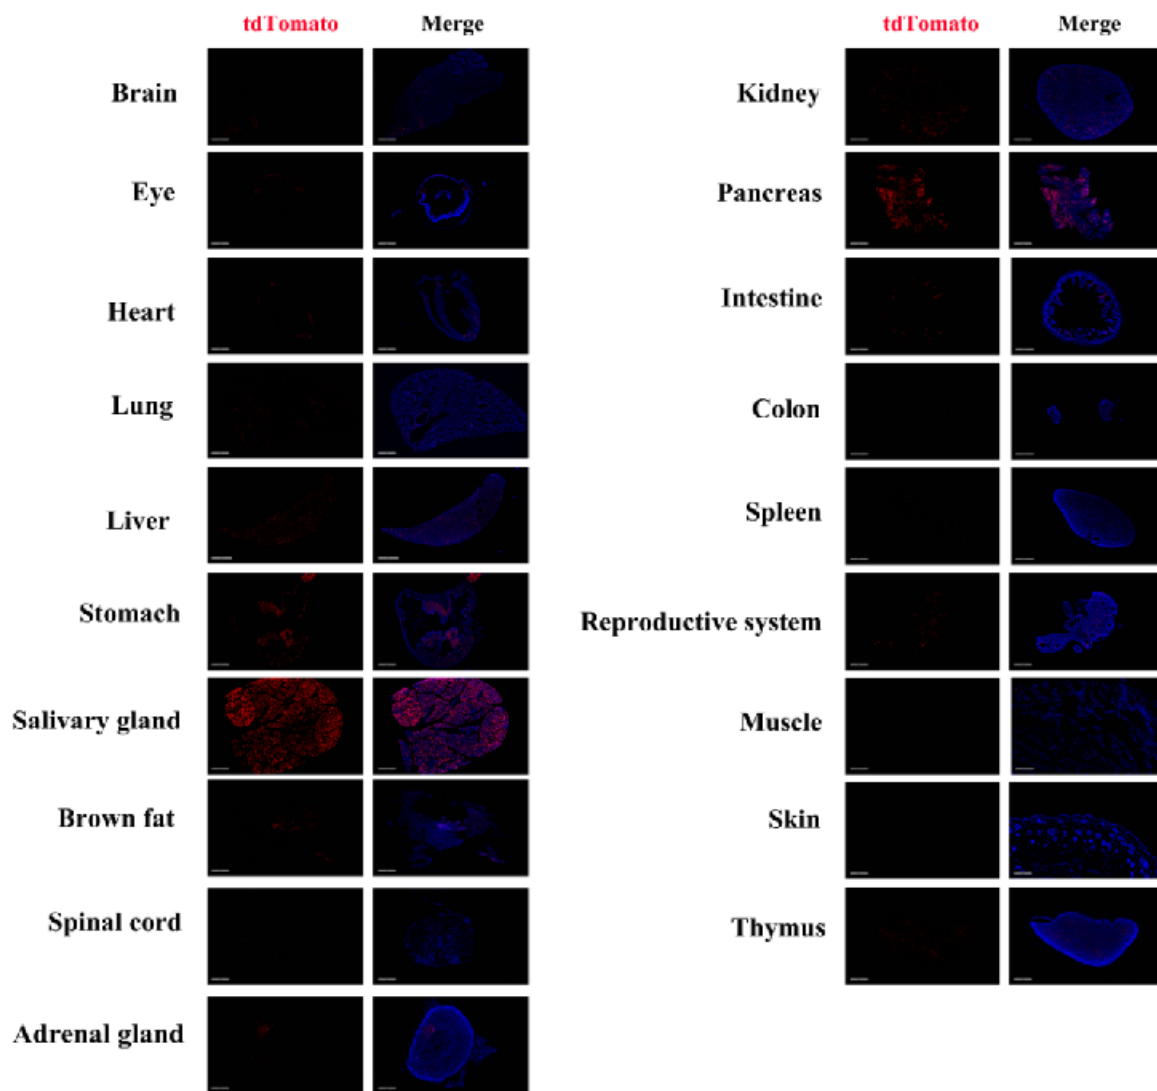 tdTomato Merge
Brain
Eye
Heart
Lung
Liver
Stomach
Salivary gland
Brown fat
Spinal cord
Adrenal gland
tdTomato Merge
Kidney
Pancreas
Intestine
Colon
Spleen
Reproductive system
Muscle
Skin
Thymus